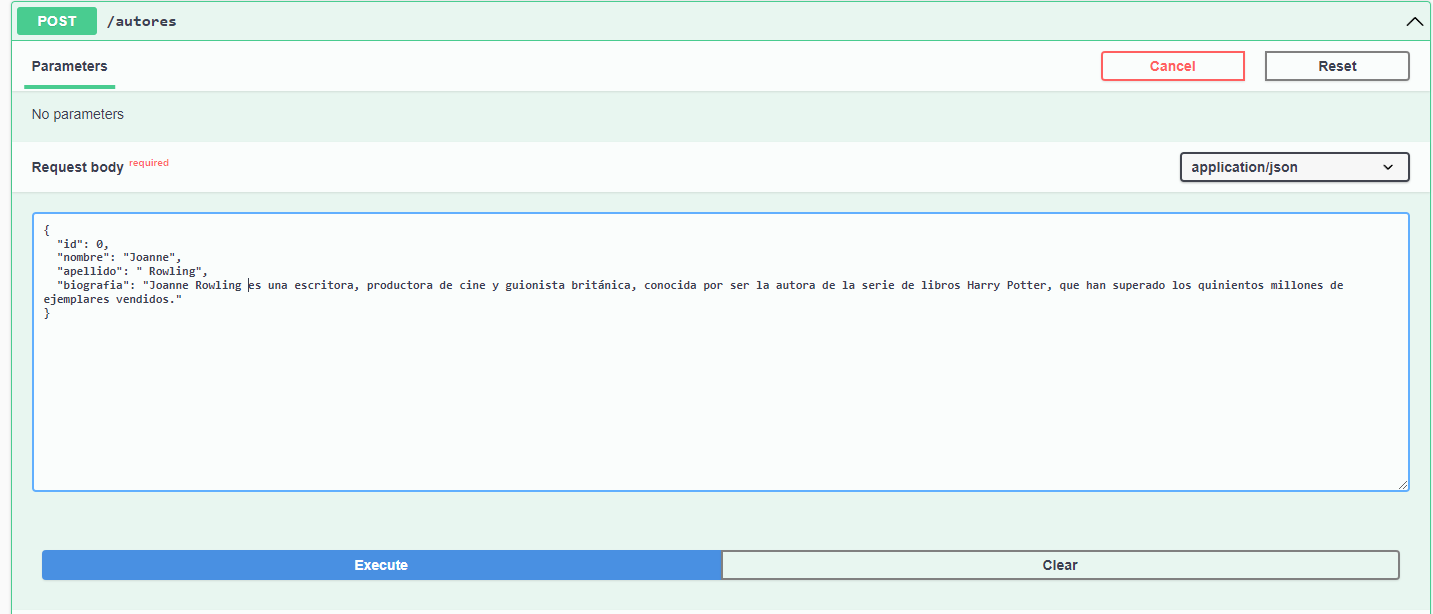 POST /autores
Parameters
Cancel
Reset
No parameters
Request body required
application/json
{
  "id": 0,
  "nombre": "Joanne",
  "apellido": " Rowling",
  "biografia": "Joanne Rowling es una escritora, productora de cine y guionista británica, conocida por ser la autora de la serie de libros Harry Potter, que han superado los quinientos millones de
ejemplares vendidos."
}
Execute
Clear